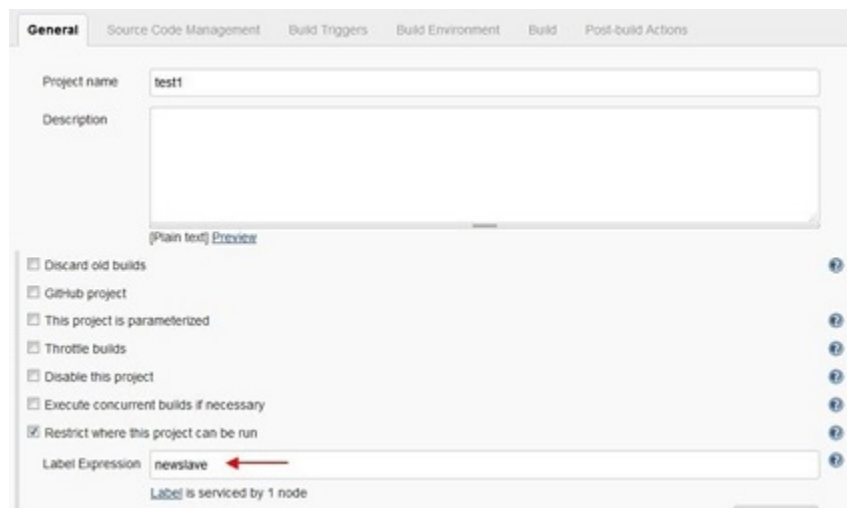 General Source Code Management Build Triggers Build Environment Build Post-build Actions
Project name test1
Description
[Plain text] Preview
Discard old builds
GitHub project
This project is parameterized
Throttle builds
Disable this project
Execute concurrent builds if necessary
Restrict where this project can be run
Label Expression newslave
Label is serviced by 1 node